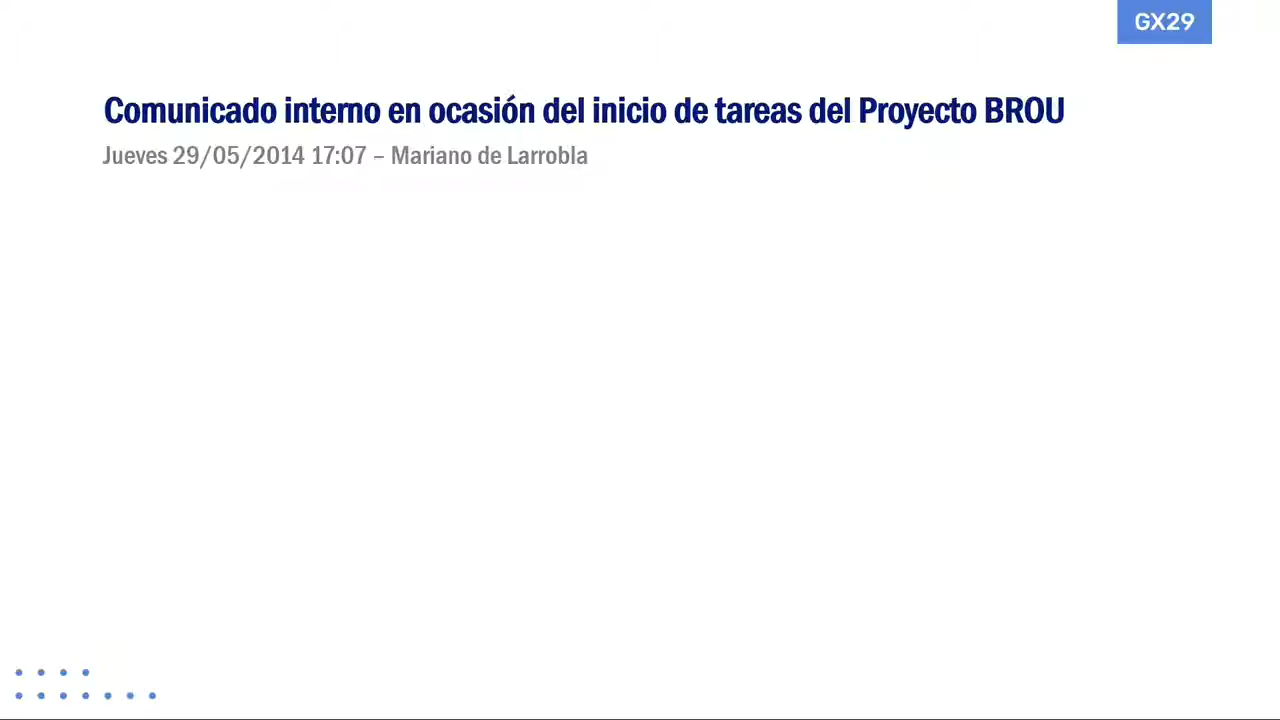 GX29
Comunicado interno en ocasión del inicio de tareas del Proyecto BROU
Jueves 29/05/2014 17:07 – Mariano de Larrobla